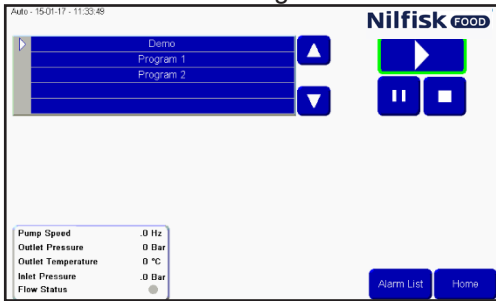 Auto - 15-01-17 - 11:33:49
Nilfisk FOOD
Demo
Program 1
Program 2
Pump Speed .0 Hz
Outlet Pressure 0 Bar
Outlet Temperature 0 °C
Inlet Pressure .0 Bar
Flow Status
Alarm List Home